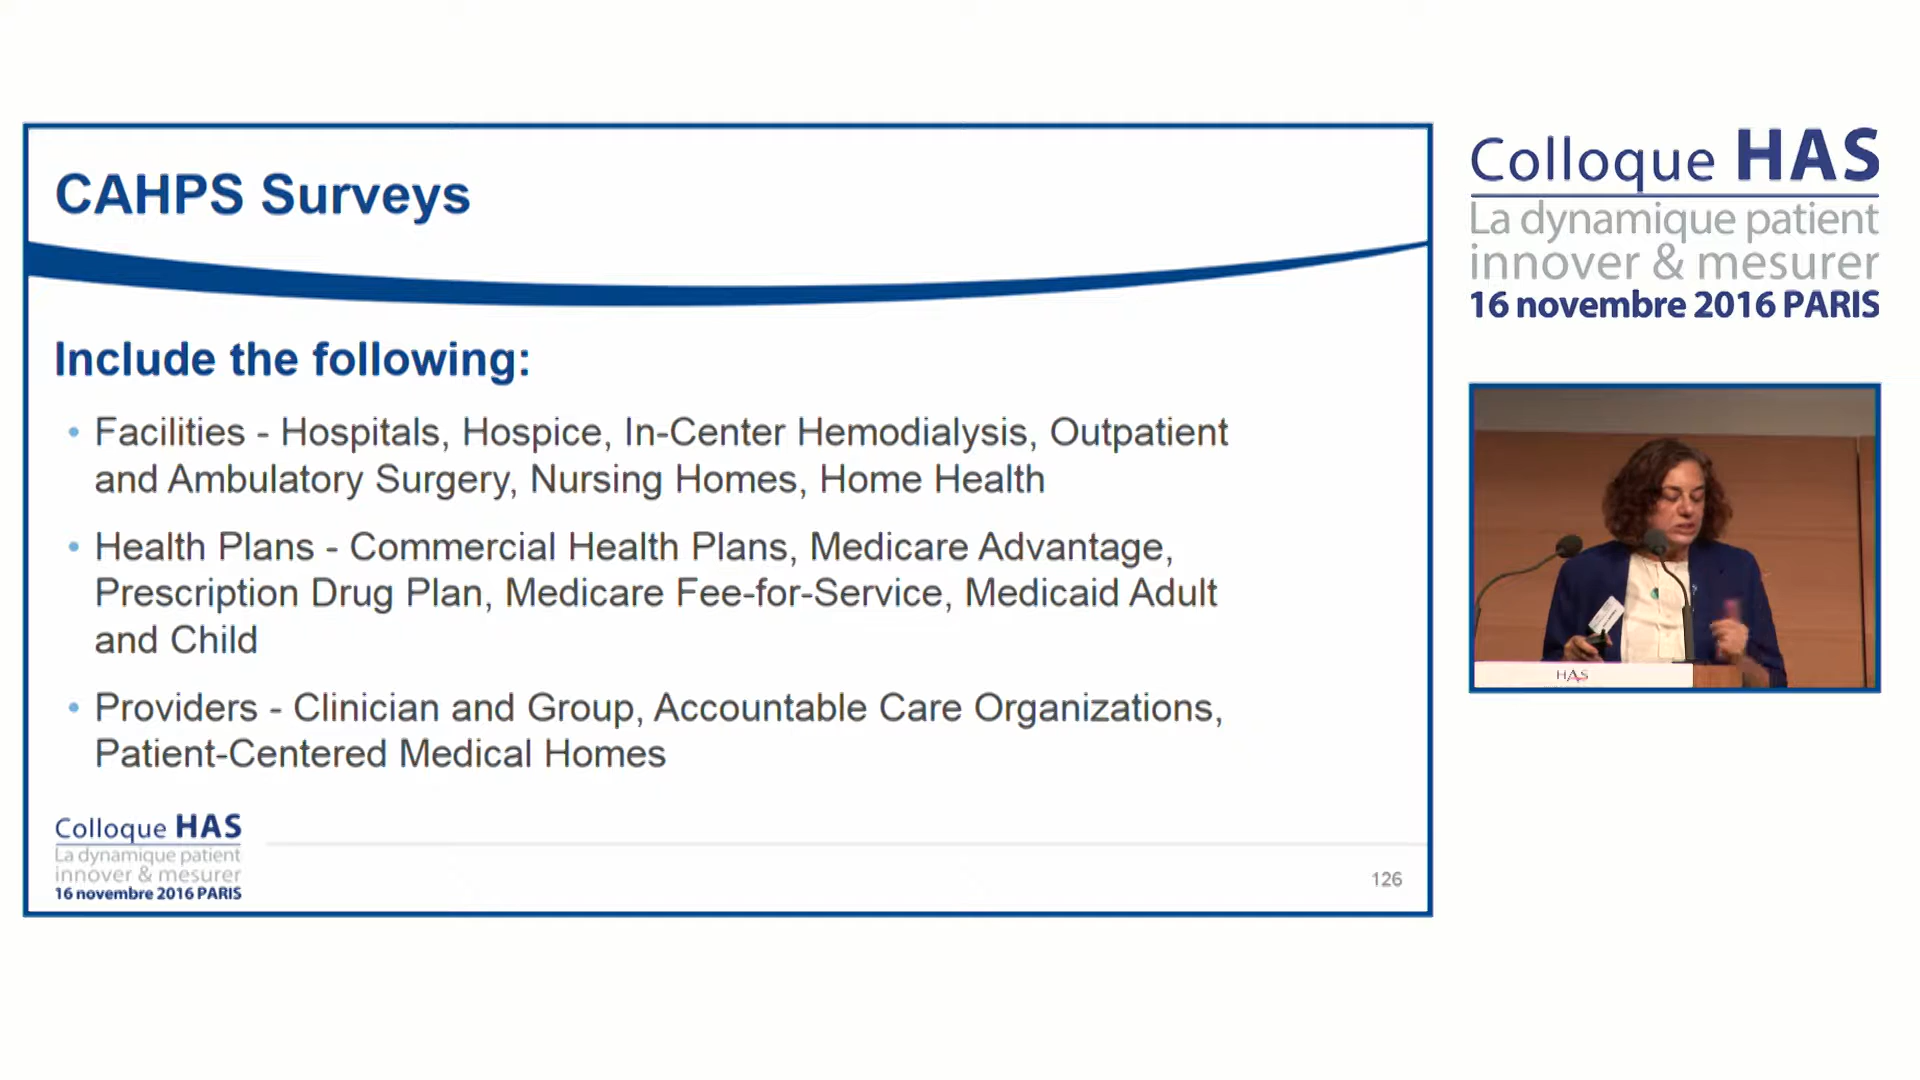 CAHPS Surveys
Include the following:
• Facilities - Hospitals, Hospice, In-Center Hemodialysis, Outpatient
and Ambulatory Surgery, Nursing Homes, Home Health
• Health Plans - Commercial Health Plans, Medicare Advantage,
Prescription Drug Plan, Medicare Fee-for-Service, Medicaid Adult
and Child
• Providers - Clinician and Group, Accountable Care Organizations,
Patient-Centered Medical Homes
Colloque HAS
La dynamique patient
innover & mesurer
16 novembre 2016 PARIS
126
Colloque HAS
La dynamique patient
innover & mesurer
16 novembre 2016 PARIS
HAS